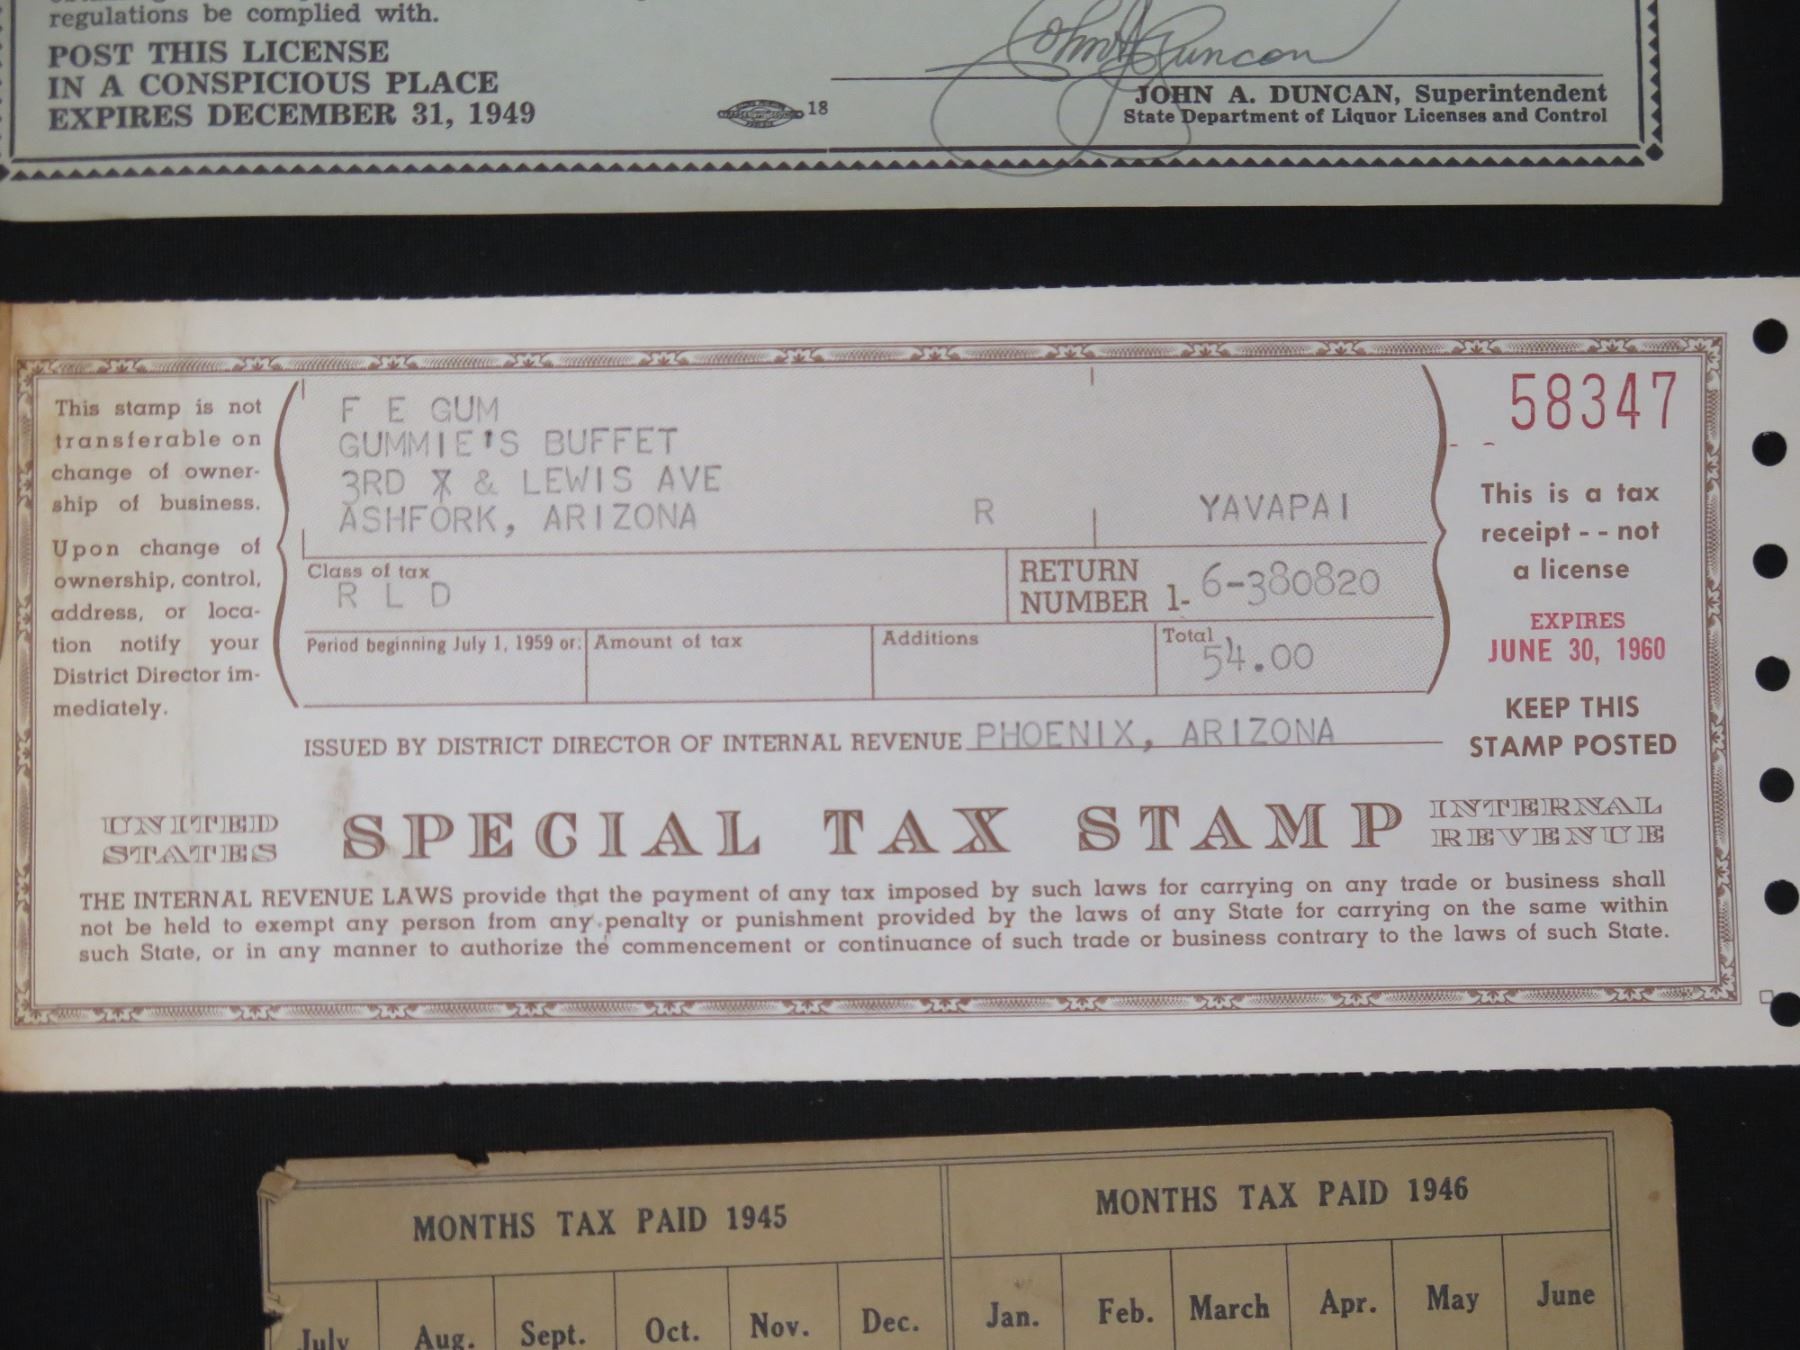 regulations be complied with.
POST THIS LICENSE
IN A CONSPICIOUS PLACE
EXPIRES DECEMBER 31, 1949
18
John A Duncan
JOHN A. DUNCAN, Superintendent
State Department of Liquor Licenses and Control
This stamp is not
transferable on
change of owner-
ship of business.
Upon change of
ownership, control,
address, or loca-
tion notify your
District Director im-
mediately.
F E GUM
GUMMIE'S BUFFET
3RD X & LEWIS AVE
ASHFORK, ARIZONA R YAVAPAI
Class of tax
R L D
RETURN
NUMBER 1- 6-380820
Period beginning July 1, 1959 or: Amount of tax Additions Total
54.00
ISSUED BY DISTRICT DIRECTOR OF INTERNAL REVENUE PHOENIX, ARIZONA
58347
This is a tax
receipt - - not
a license
EXPIRES
JUNE 30, 1960
KEEP THIS
STAMP POSTED
UNITED
STATES
SPECIAL TAX STAMP
INTERNAL
REVENUE
THE INTERNAL REVENUE LAWS provide that the payment of any tax imposed by such laws for carrying on any trade or business shall
not be held to exempt any person from any penalty or punishment provided by the laws of any State for carrying on the same within
such State, or in any manner to authorize the commencement or continuance of such trade or business contrary to the laws of such State.
MONTHS TAX PAID 1945 MONTHS TAX PAID 1946
July Aug. Sept. Oct. Nov. Dec. Jan. Feb. March Apr. May June